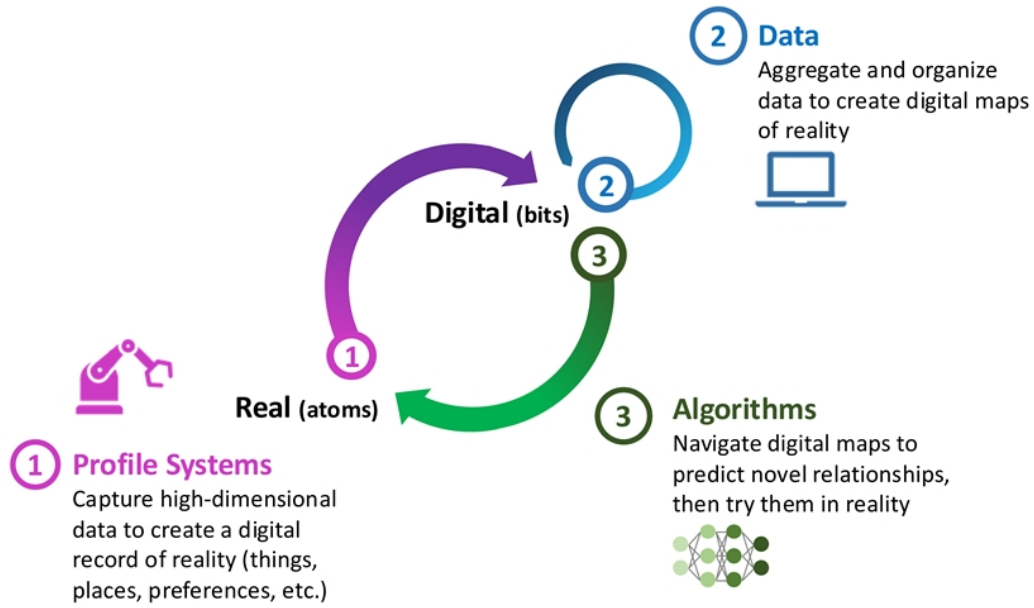 2 Data
Aggregate and organize
data to create digital maps
of reality
2
Digital (bits)
3
1
Real (atoms)
1 Profile Systems
Capture high-dimensional
data to create a digital
record of reality (things,
places, preferences, etc.)
3 Algorithms
Navigate digital maps to
predict novel relationships,
then try them in reality